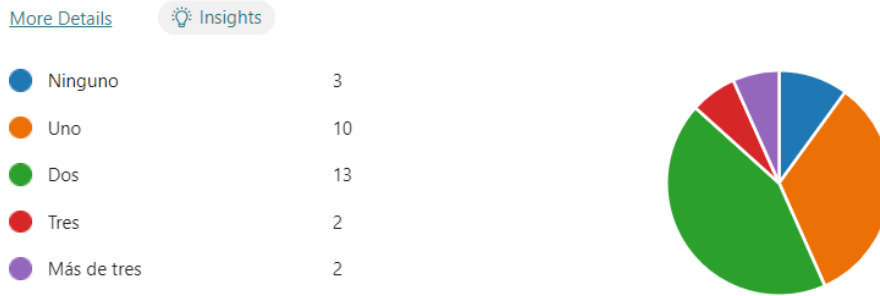 More Details Insights
Ninguno 3
Uno 10
Dos 13
Tres 2
Más de tres 2